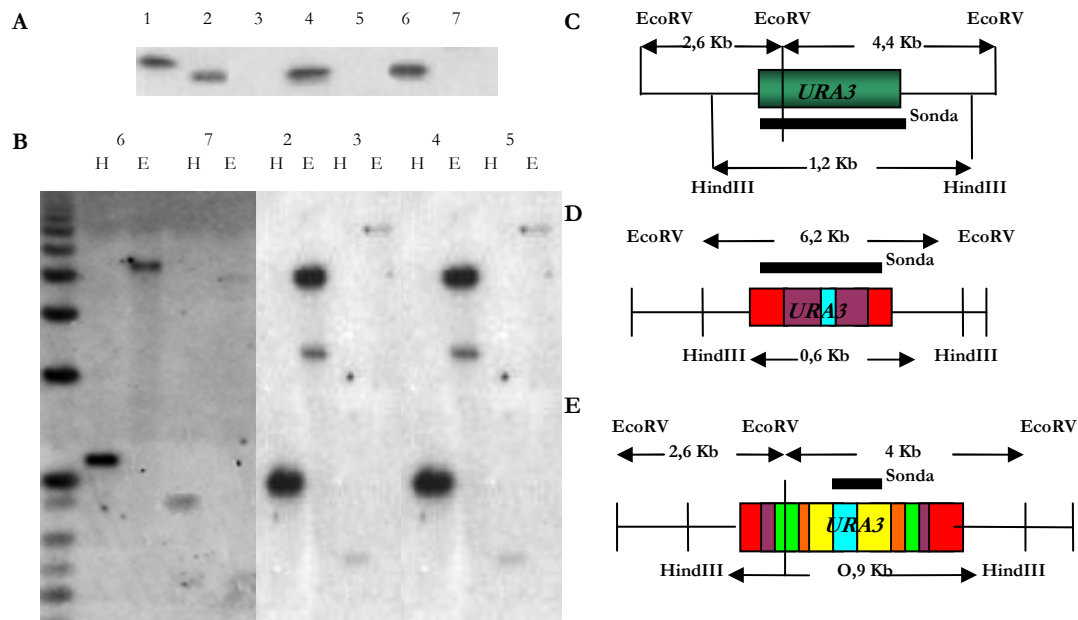 A
1 2 3 4 5 6 7
B
6 7 2 3 4 5
H E H E H E H E H E H E
C
EcoRV EcoRV EcoRV
2,6 Kb 4,4 Kb
URA3
Sonda
1,2 Kb
HindIII HindIII
D
EcoRV 6,2 Kb EcoRV
Sonda
URA3
HindIII HindIII
0,6 Kb
E
EcoRV EcoRV EcoRV
2,6 Kb 4 Kb
Sonda
URA3
HindIII O,9 Kb HindIII